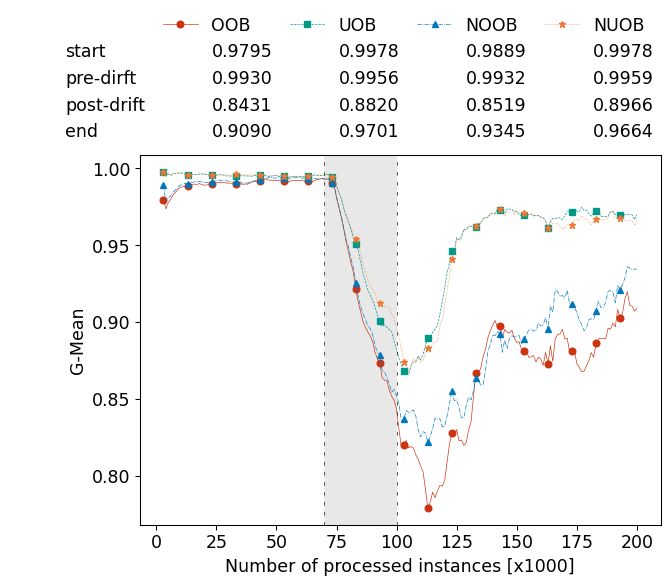 OOB UOB NOOB NUOB
start 0.9795 0.9978 0.9889 0.9978
pre-dirft 0.9930 0.9956 0.9932 0.9959
post-drift 0.8431 0.8820 0.8519 0.8966
end 0.9090 0.9701 0.9345 0.9664
1.00
0.95
0.90
0.85
0.80
G-Mean
0 25 50 75 100 125 150 175 200
Number of processed instances [x1000]